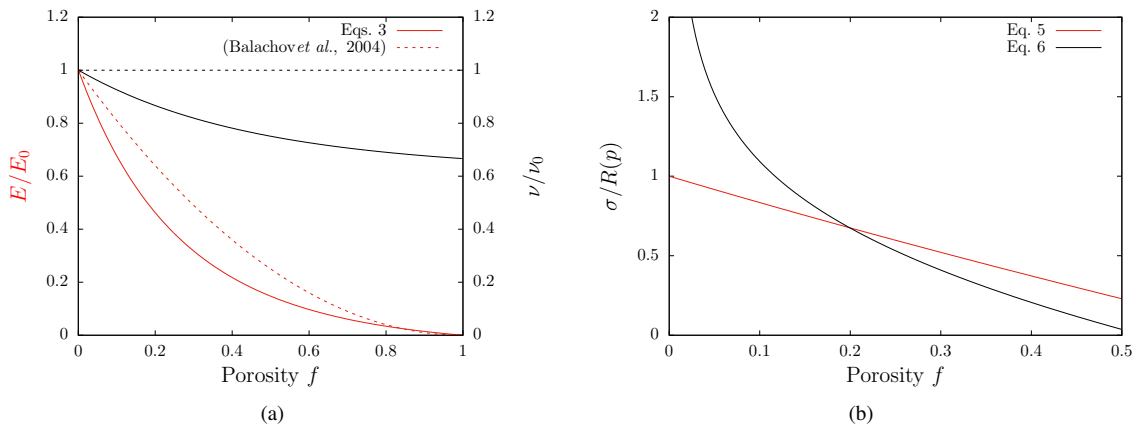 Eqs. 3
(Balachovet al., 2004)
1.2
1
0.8
0.6
0.4
0.2
0
E/E0
1.2
1
0.8
0.6
0.4
0.2
0
ν/ν0
0 0.2 0.4 0.6 0.8 1
Porosity f
(a)
Eq. 5
Eq. 6
2
1.5
1
0.5
0
σ/R(p)
0 0.1 0.2 0.3 0.4 0.5
Porosity f
(b)